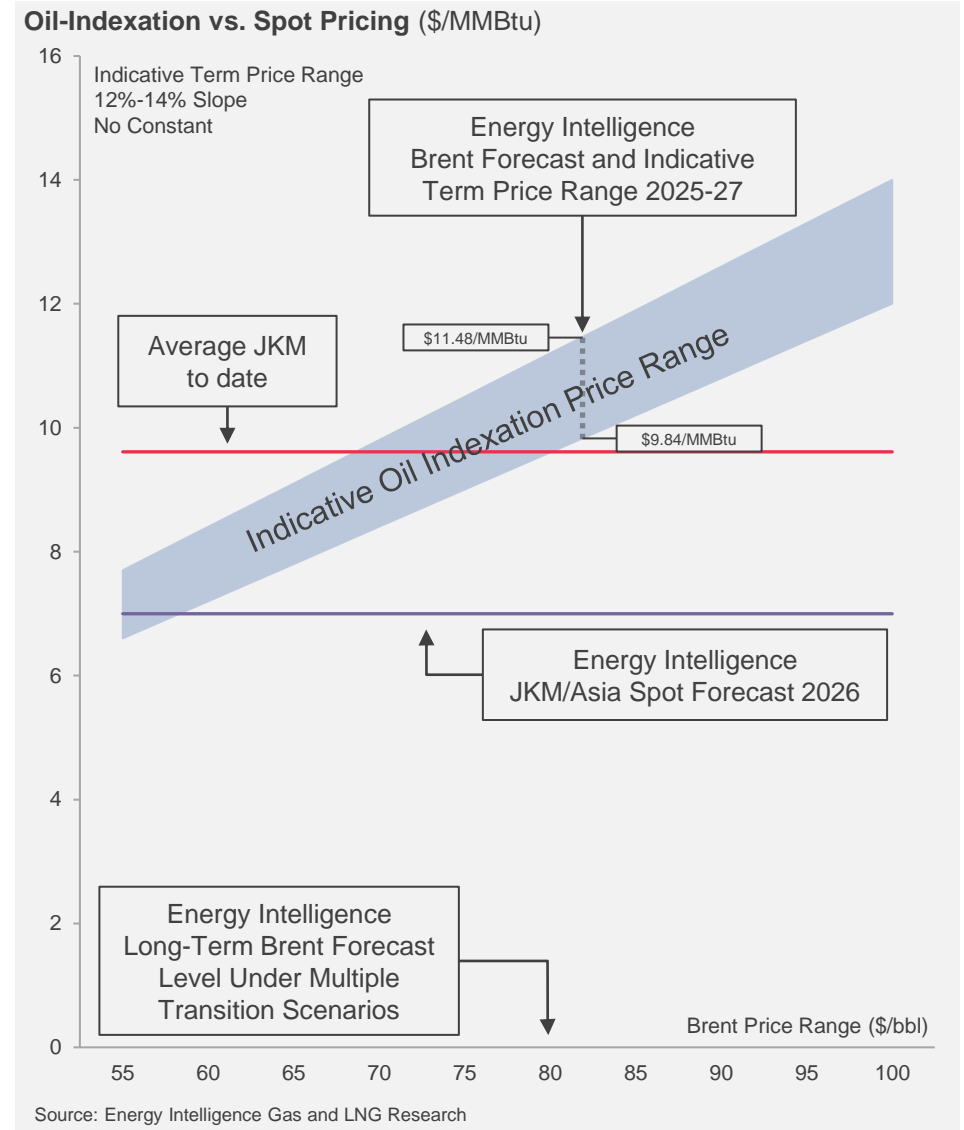 Oil-Indexation vs. Spot Pricing ($/MMBtu)
16
Indicative Term Price Range
12%-14% Slope
No Constant
Energy Intelligence
Brent Forecast and Indicative
Term Price Range 2025-27
14
12
$11.48/MMBtu
Average JKM
to date
Indicative Oil Indexation Price Range
10
$9.84/MMBtu
8
6
Energy Intelligence
JKM/Asia Spot Forecast 2026
4
2
Energy Intelligence
Long-Term Brent Forecast
Level Under Multiple
Transition Scenarios
Brent Price Range ($/bbl)
0
55 60 65 70 75 80 85 90 95 100
Source: Energy Intelligence Gas and LNG Research